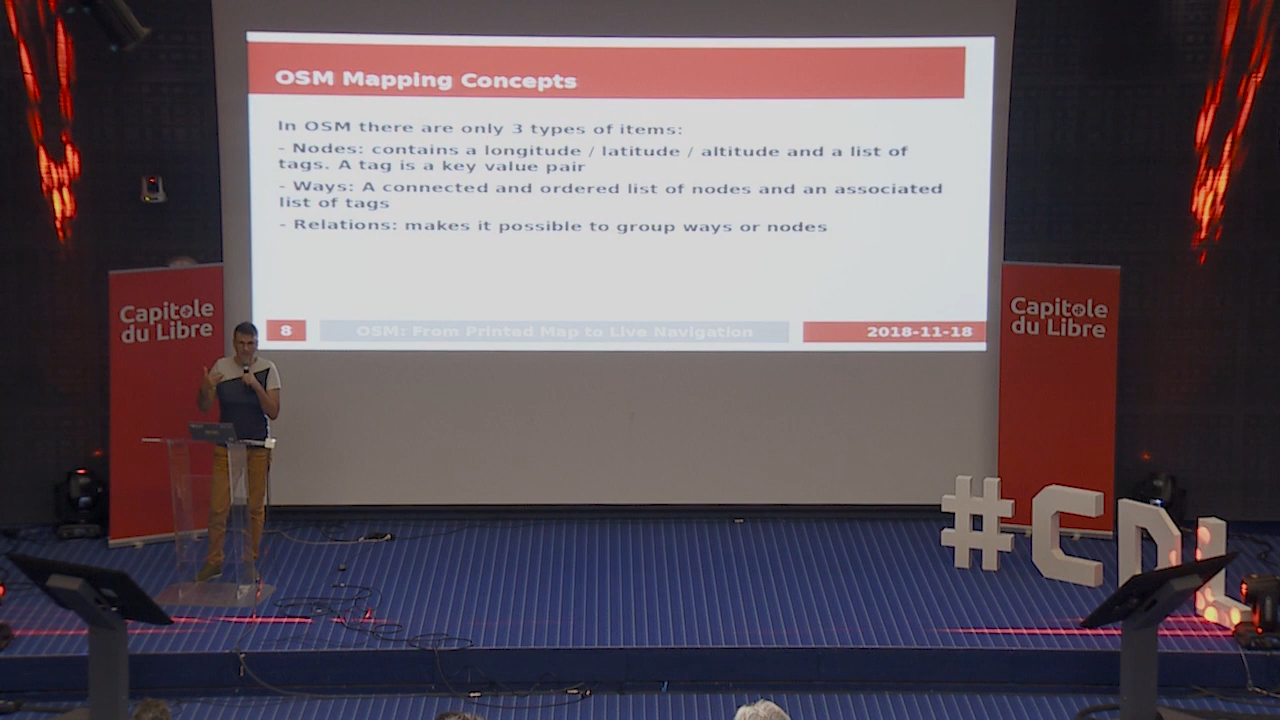 OSM Mapping Concepts
In OSM there are only 3 types of items:
- Nodes: contains a longitude / latitude / altitude and a list of
tags. A tag is a key value pair
- Ways: A connected and ordered list of nodes and an associated
list of tags
- Relations: makes it possible to group ways or nodes
8
OSM: From Printed Map to Live Navigation
2018-11-18
Capitole
du Libre
Capitole
du Libre
#CDL